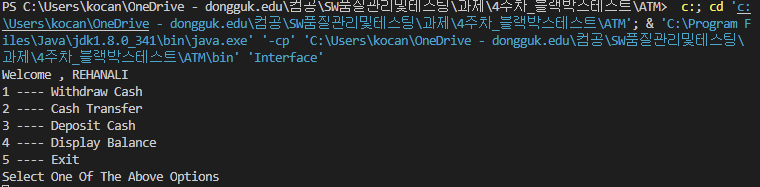 PS C:\Users\kocan\OneDrive - dongguk.edu\컴공\SW품질관리및테스팅\과제\4주차_블랙박스테스트\ATM>  c:; cd 'c:
\Users\kocan\OneDrive - dongguk.edu\컴공\SW품질관리및테스팅\과제\4주차_블랙박스테스트\ATM'; & 'C:\Program F
iles\Java\jdk1.8.0_341\bin\java.exe' '-cp' 'C:\Users\kocan\OneDrive - dongguk.edu\컴공\SW품질관리및테스팅\
과제\4주차_블랙박스테스트\ATM\bin' 'Interface'
Welcome , REHANALI
1 ---- Withdraw Cash
2 ---- Cash Transfer
3 ---- Deposit Cash
4 ---- Display Balance
5 ---- Exit
Select One Of The Above Options